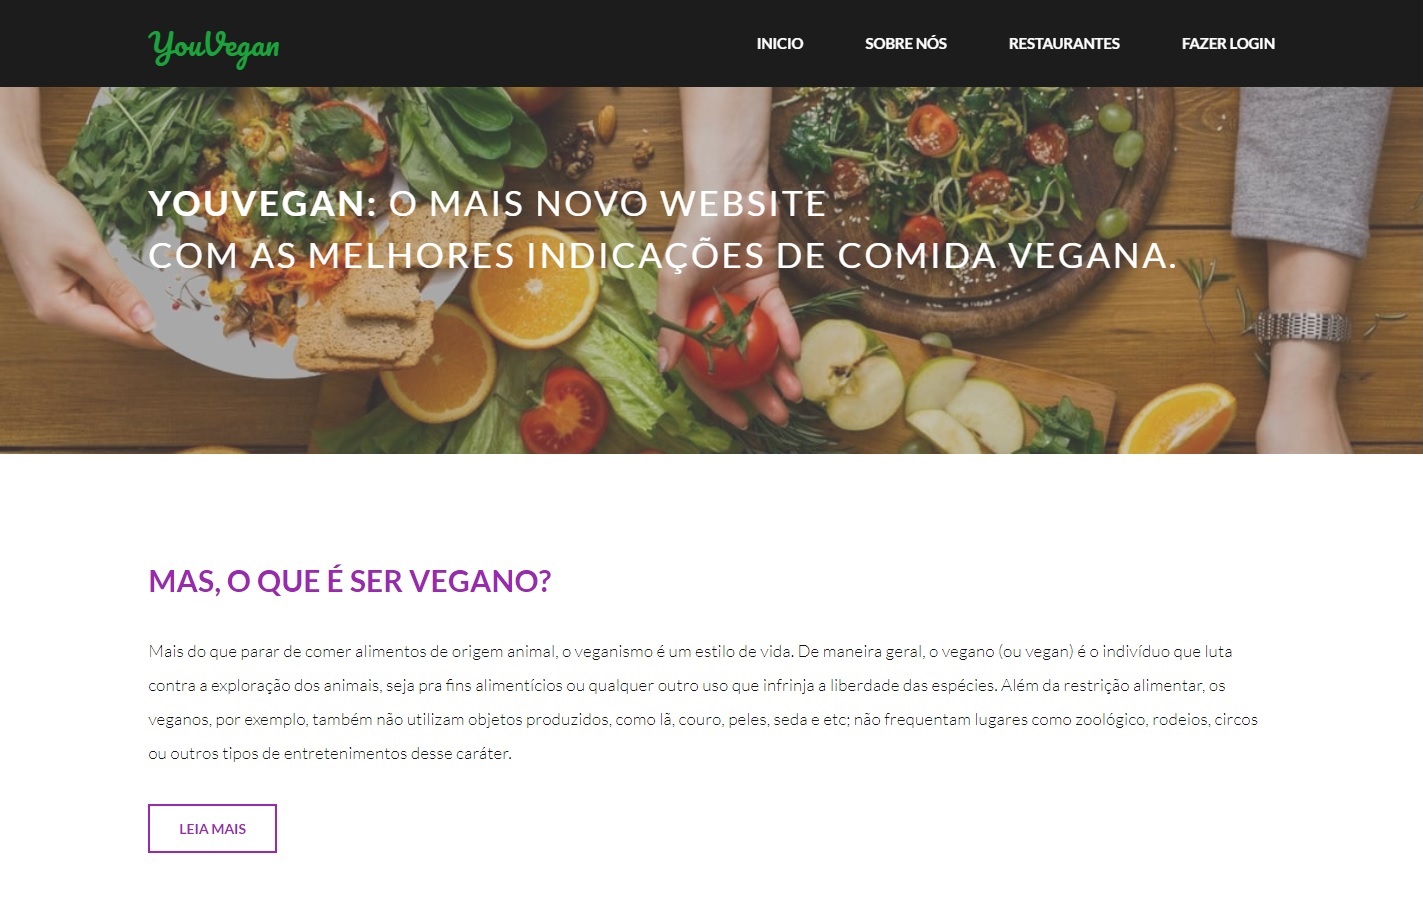 YouVegan
INICIO SOBRE NÓS RESTAURANTES FAZER LOGIN
YOUVEGAN: O MAIS NOVO WEBSITE
COM AS MELHORES INDICAÇÕES DE COMIDA VEGANA.
MAS, O QUE É SER VEGANO?
Mais do que parar de comer alimentos de origem animal, o veganismo é um estilo de vida. De maneira geral, o vegano (ou vegan) é o indivíduo que luta
contra a exploração dos animais, seja pra fins alimentícios ou qualquer outro uso que infrinja a liberdade das espécies. Além da restrição alimentar, os
veganos, por exemplo, também não utilizam objetos produzidos, como lã, couro, peles, seda e etc; não frequentam lugares como zoológico, rodeios, circos
ou outros tipos de entretenimentos desse caráter.
LEIA MAIS